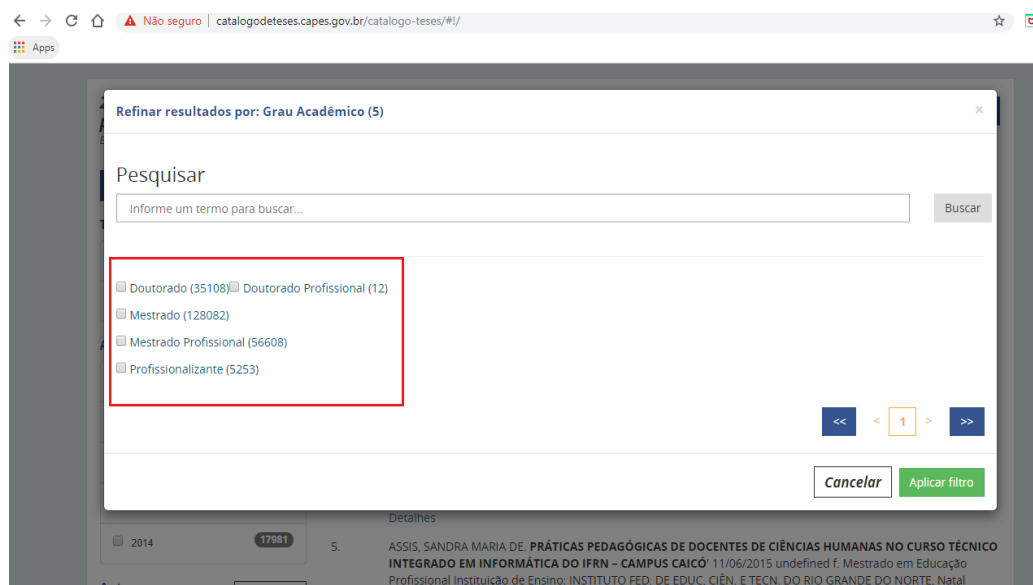 Não seguro | catalogodeteses.capes.gov.br/catalogo-teses/#!/
Apps
Refinar resultados por: Grau Acadêmico (5)
×
Pesquisar
Informe um termo para buscar...
Buscar
Doutorado (35108) Doutorado Profissional (12)
Mestrado (128082)
Mestrado Profissional (56608)
Profissionalizante (5253)
<< < 1 > >>
Cancelar
Aplicar filtro
Detalhes
2014 17981
5. ASSIS, SANDRA MARIA DE. PRÁTICAS PEDAGÓGICAS DE DOCENTES DE CIÊNCIAS HUMANAS NO CURSO TÉCNICO
INTEGRADO EM INFORMÁTICA DO IFRN – CAMPUS CAICÓ' 11/06/2015 undefined f. Mestrado em Educação
Profissional Instituição de Ensino: INSTITUTO FED. DE EDUC. CIÊN. E TECN. DO RIO GRANDE DO NORTE, Natal